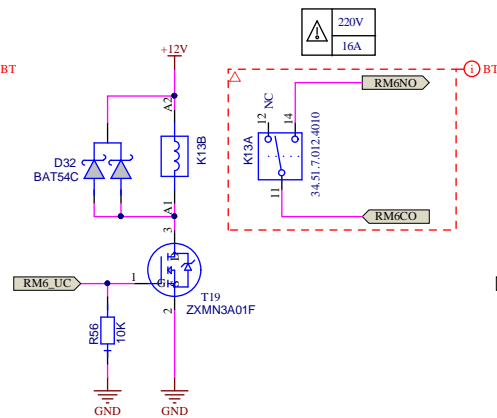 220V
16A
+12V
BT
BT
RM6NO
A2
12
NC
14
K13B
K13A
34.51.7.012.4010
D32
BAT54C
11
A1
RM6CO
3
RM6_UC
1
G
T19
ZXMN3A01F
2
R56
10K
GND
GND